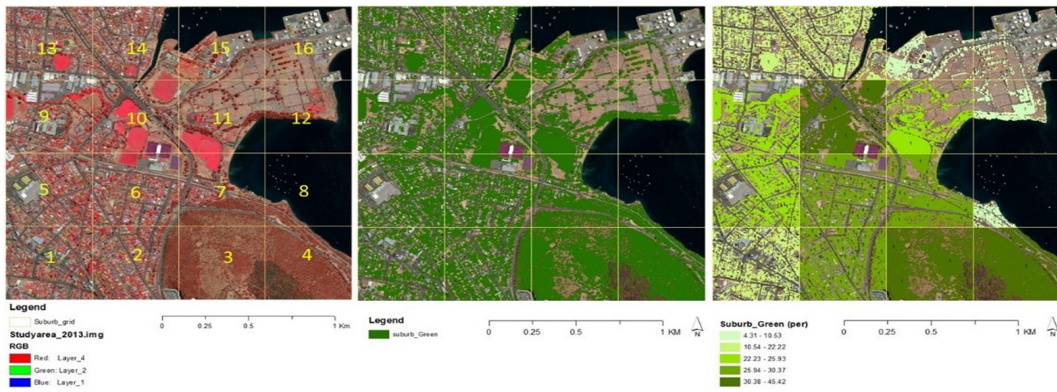 13 14 15 16
9 10 11 12
5 6 7 8
1 2 3 4
Legend
Suburb_grid
Studyarea_2013.img
RGB
Red: Layer_4
Green: Layer_2
Blue: Layer_1
0 0.25 0.5 1 Km
N
Legend
suburb_Green
0 0.25 0.5 1 KM
N
Suburb_Green (per)
4.31 - 10.53
10.54 - 22.22
22.23 - 25.93
25.94 - 30.37
30.38 - 45.42
0 0.25 0.5 1 KM
N